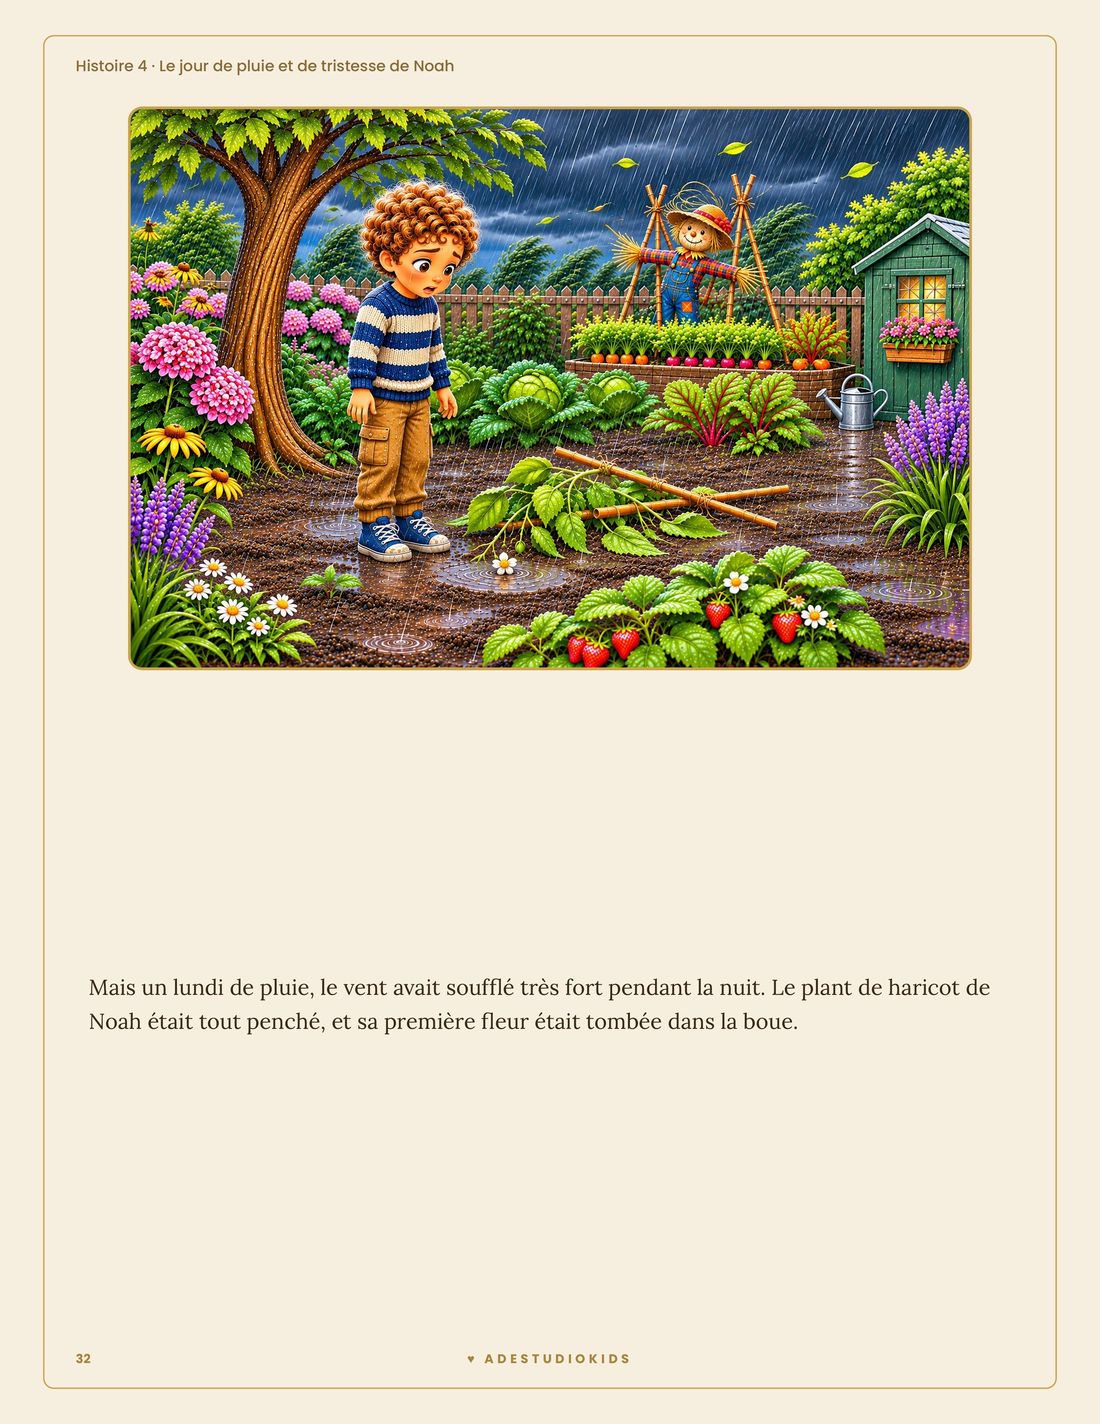 Histoire 4 · Le jour de pluie et de tristesse de Noah
Mais un lundi de pluie, le vent avait soufflé très fort pendant la nuit. Le plant de haricot de
Noah était tout penché, et sa première fleur était tombée dans la boue.
32
♥ ADESTUDIOKIDS